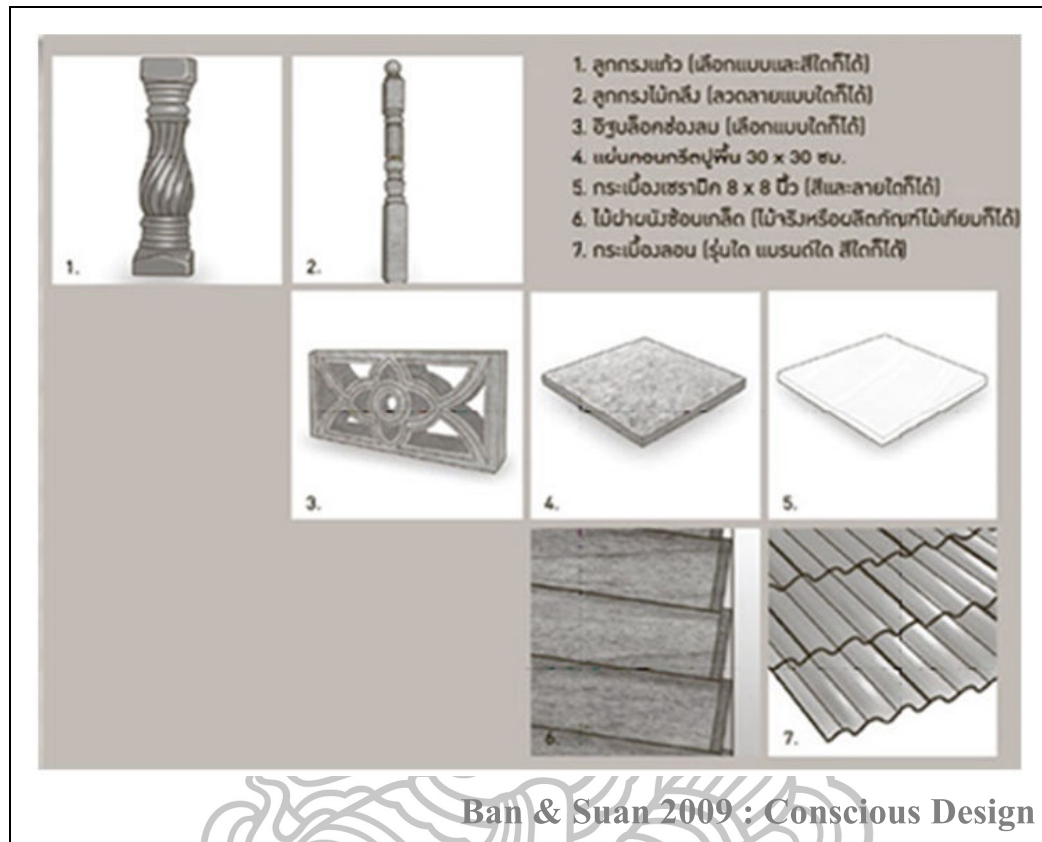 1. ลูกกรงแก้ว (เลือกแบบและสีใดก็ได้)
2. ลูกกรงไม้กลึง (ลวดลายแบบใดก็ได้)
3. อิฐบล็อคช่องลม (เลือกแบบใดก็ได้)
4. แผ่นคอนกรีตปูพื้น 30 x 30 ซม.
5. กระเบื้องเซรามิค 8 x 8 นิ้ว (สีและลายใดก็ได้)
6. ไม้ฝาผนังซ้อนเกล็ด (ไม้จริงหรือผลิตภัณฑ์ไม้เทียมก็ได้)
7. กระเบื้องลอน (รุ่นใด แบรนด์ใด สีใดก็ได้)
1.
2.
3.
4.
5.
6.
7.
Ban & Suan 2009 : Conscious Design